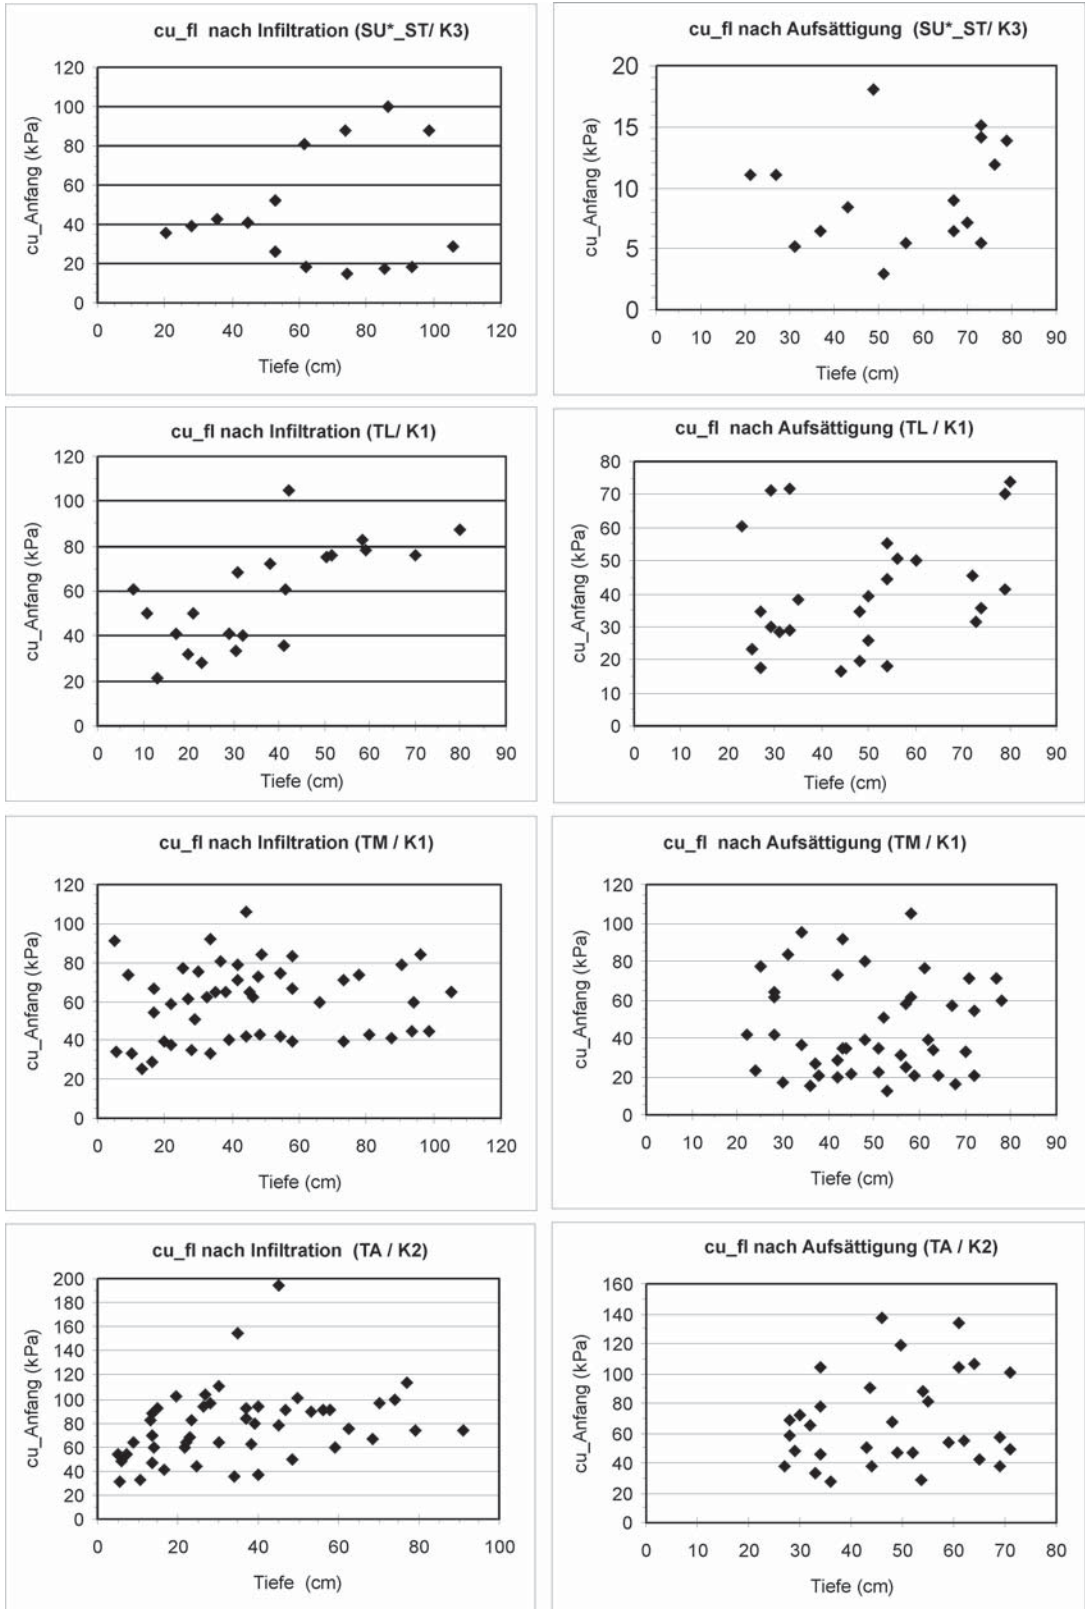 cu_fl nach Infiltration (SU*_ST/ K3)
cu_Anfang (kPa)
120
100
80
60
40
20
0
0 20 40 60 80 100 120
Tiefe (cm)
cu_fl nach Aufsättigung (SU*_ST/ K3)
cu_Anfang (kPa)
20
15
10
5
0
0 10 20 30 40 50 60 70 80 90
Tiefe (cm)
cu_fl nach Infiltration (TL/ K1)
cu_Anfang (kPa)
120
100
80
60
40
20
0
0 10 20 30 40 50 60 70 80 90
Tiefe (cm)
cu_fl nach Aufsättigung (TL / K1)
cu_Anfang (kPa)
80
70
60
50
40
30
20
10
0
0 10 20 30 40 50 60 70 80 90
Tiefe (cm)
cu_fl nach Infiltration (TM / K1)
cu_Anfang (kPa)
120
100
80
60
40
20
0
0 20 40 60 80 100 120
Tiefe (cm)
cu_fl nach Aufsättigung (TM / K1)
cu_Anfang (kPa)
120
100
80
60
40
20
0
0 10 20 30 40 50 60 70 80 90
Tiefe (cm)
cu_fl nach Infiltration (TA / K2)
cu_Anfang (kPa)
200
180
160
140
120
100
80
60
40
20
0
0 20 40 60 80 100
Tiefe (cm)
cu_fl nach Aufsättigung (TA / K2)
cu_Anfang (kPa)
160
140
120
100
80
60
40
20
0
0 10 20 30 40 50 60 70 80
Tiefe (cm)